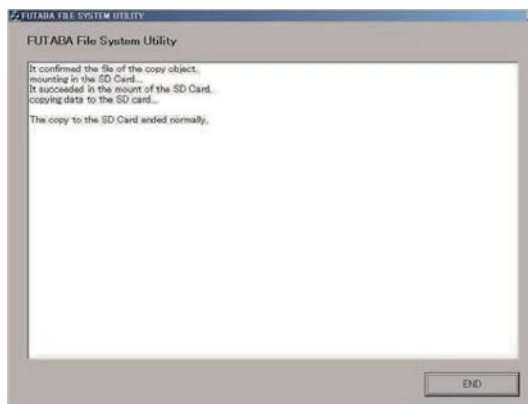 FUTABA FILE SYSTEM UTILITY
FUTABA File System Utility
It confirmed the file of the copy object.
mounting in the SD Card...
It succeeded in the mount of the SD Card.
copying data to the SD card...
The copy to the SD Card ended normally.
END